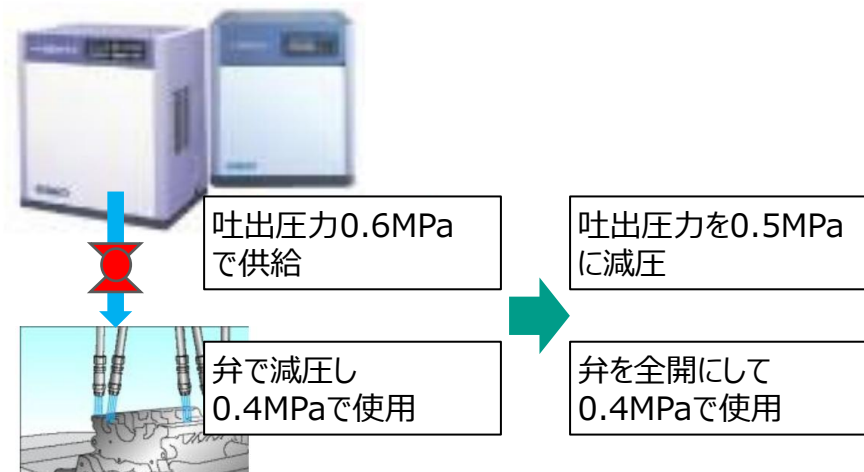 吐出圧力0.6MPa
で供給
吐出圧力を0.5MPa
に減圧
弁で減圧し
0.4MPaで使用
弁を全開にして
0.4MPaで使用